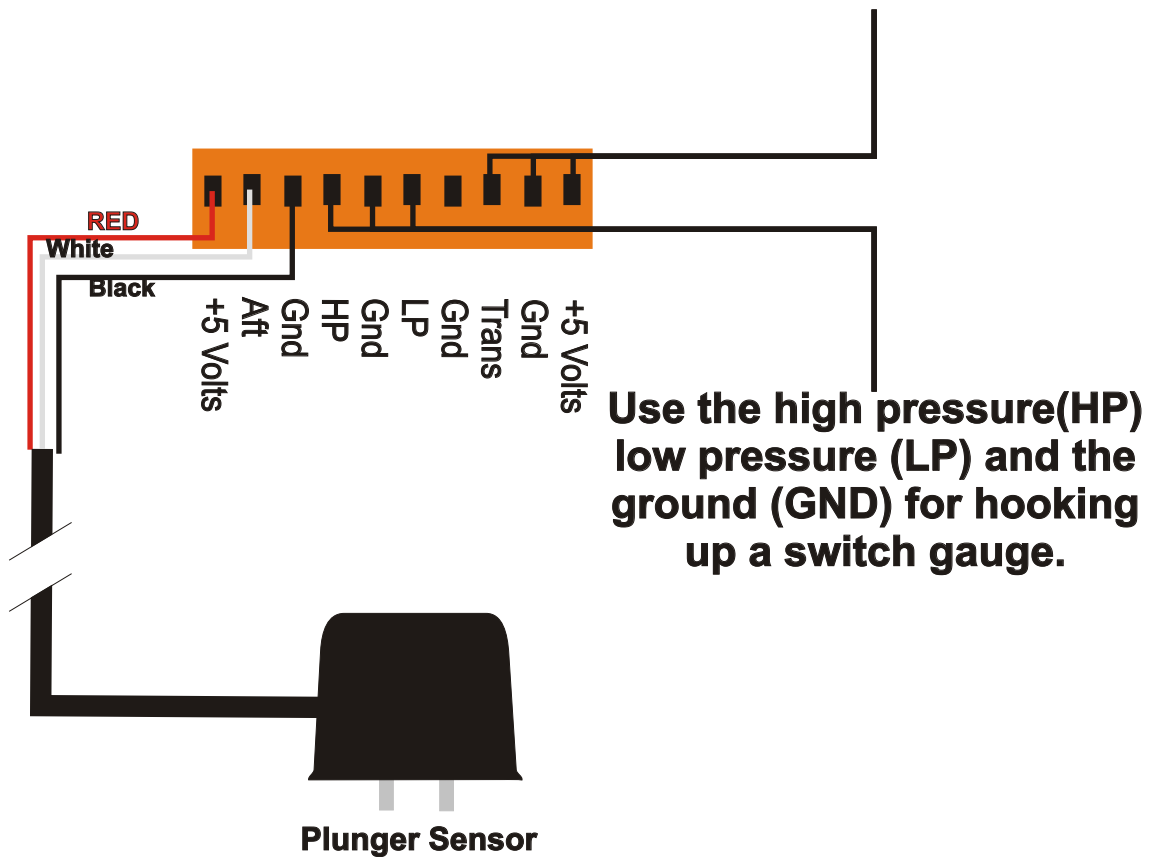 RED
White
Black
+5 Volts
Aft
Gnd
HP
Gnd
LP
Gnd
Trans
Gnd
+5 Volts
Use the high pressure(HP)
low pressure (LP) and the
ground (GND) for hooking
up a switch gauge.
Plunger Sensor